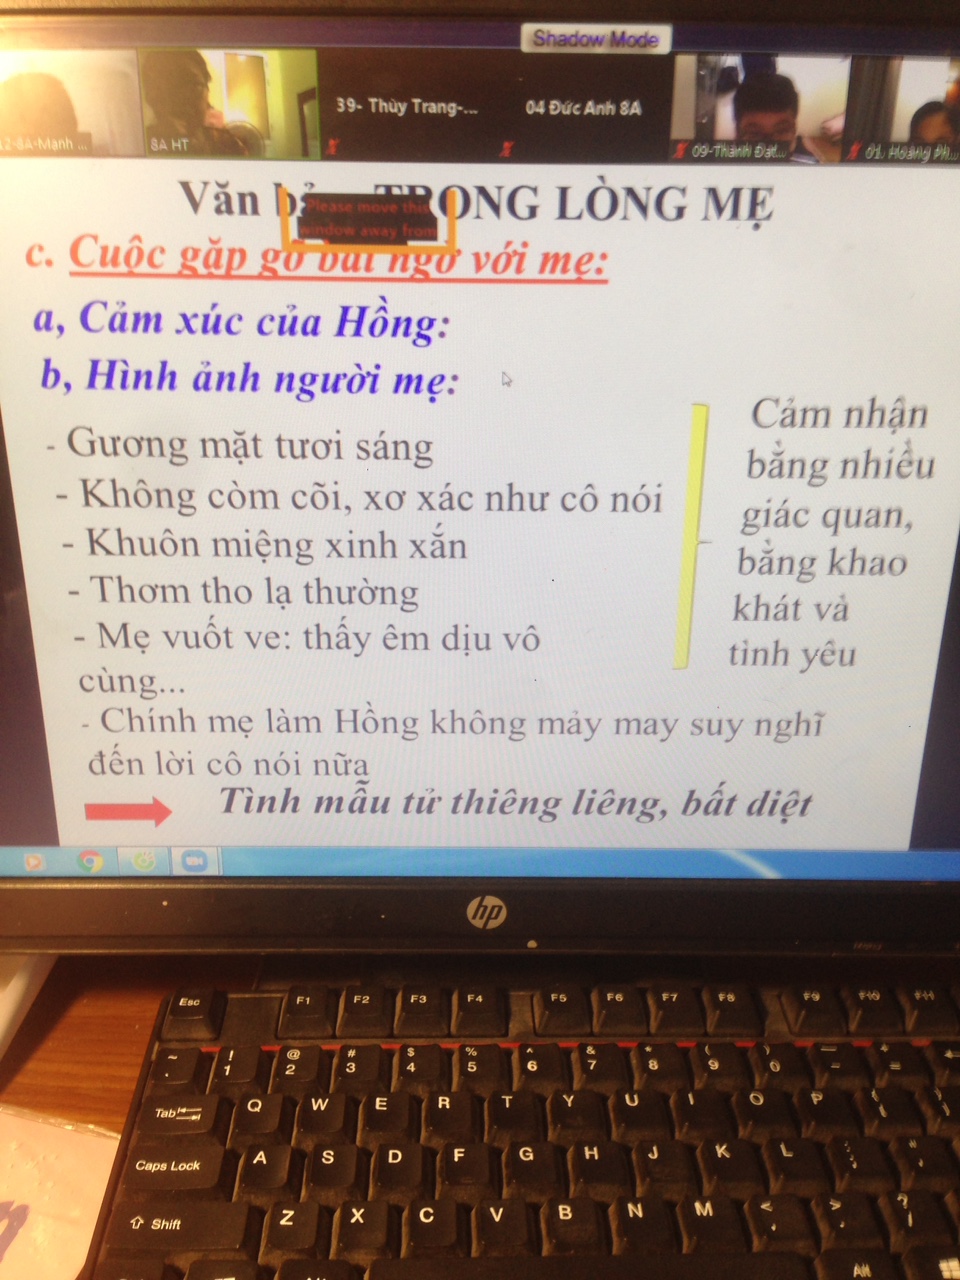 Shadow Mode
12-8A-Mạnh ...
8A HT
39- Thùy Trang-...
04 Đức Anh 8A
09-Thành Đạt...
01. Hoàng Ph...
Văn TRONG LÒNG MẸ
Please move this
window away from
c. Cuộc gặp gỡ bất ngờ với mẹ:
a, Cảm xúc của Hồng:
b, Hình ảnh người mẹ:
- Gương mặt tươi sáng
- Không còm cõi, xơ xác như cô nói
- Khuôn miệng xinh xắn
- Thơm tho lạ thường
- Mẹ vuốt ve: thấy êm dịu vô
cùng...
- Chính mẹ làm Hồng không mảy may suy nghĩ
đến lời cô nói nữa
Cảm nhận
bằng nhiều
giác quan,
bằng khao
khát và
tình yêu
Tình mẫu tử thiêng liêng, bất diệt
hp
Esc F1 F2 F3 F4 F5 F6 F7 F8 F9 F10 F11
~ ! @ # $ % ^ & * ( )
1 2 3 4 5 6 7 8 9 0
Tab Q W E R T Y U I O P
Caps Lock A S D F G H J K L
Shift Z X C V B N M
Alt